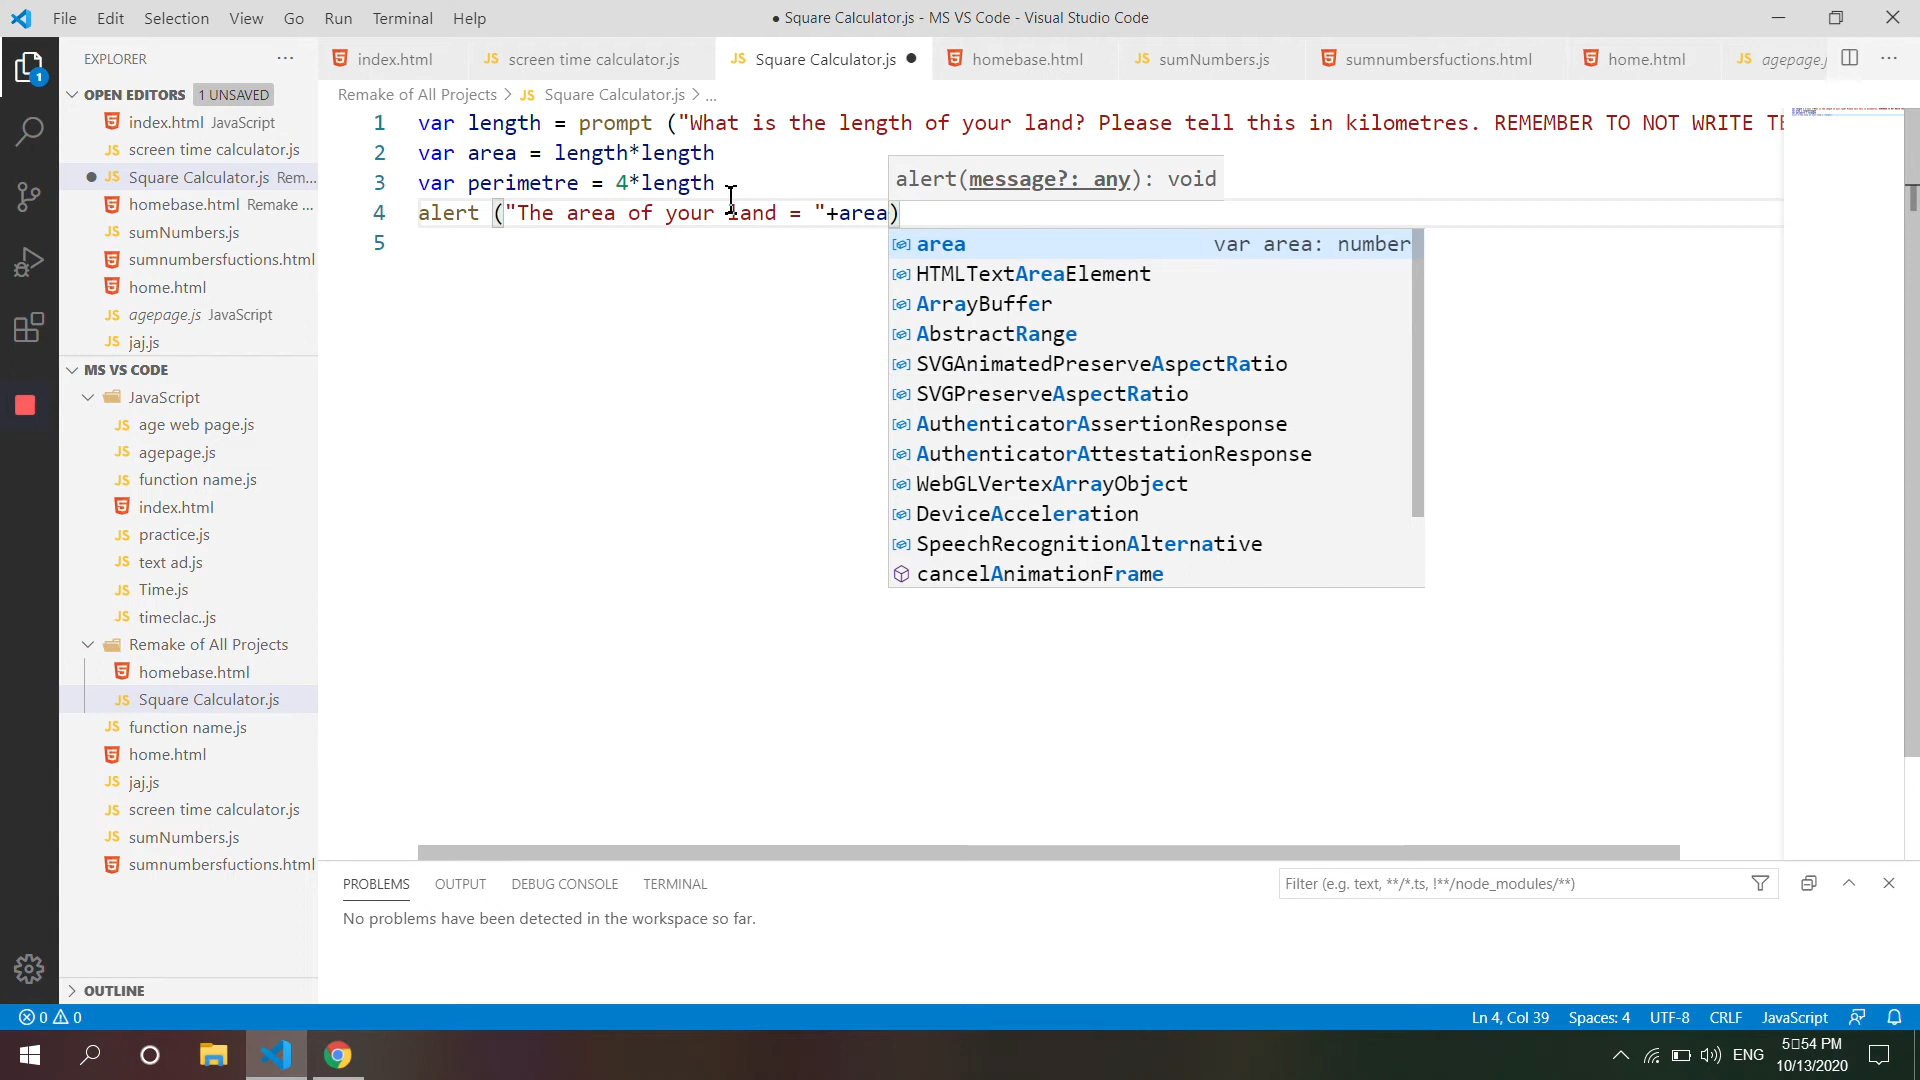 File Edit Selection View Go Run Terminal Help
● Square Calculator.js - MS VS Code - Visual Studio Code
EXPLORER
index.html
screen time calculator.js
Square Calculator.js
homebase.html
sumNumbers.js
sumnumbersfuctions.html
home.html
agepage.j
OPEN EDITORS 1 UNSAVED
index.html JavaScript
screen time calculator.js
Square Calculator.js Rem...
homebase.html Remake ...
sumNumbers.js
sumnumbersfuctions.html
home.html
agepage.js JavaScript
jaj.js
MS VS CODE
JavaScript
age web page.js
agepage.js
function name.js
index.html
practice.js
text ad.js
Time.js
timeclac..js
Remake of All Projects
homebase.html
Square Calculator.js
function name.js
home.html
jaj.js
screen time calculator.js
sumNumbers.js
sumnumbersfuctions.html
OUTLINE
Remake of All Projects > JS Square Calculator.js > ...
1 var length = prompt ("What is the length of your land? Please tell this in kilometres. REMEMBER TO NOT WRITE TE
2 var area = length*length
3 var perimetre = 4*length
4 alert ("The area of your land = "+area)
5
alert(message?: any): void
area var area: number
HTMLTextAreaElement
ArrayBuffer
AbstractRange
SVGAnimatedPreserveAspectRatio
SVGPreserveAspectRatio
AuthenticatorAssertionResponse
AuthenticatorAttestationResponse
WebGLVertexArrayObject
DeviceAcceleration
SpeechRecognitionAlternative
cancelAnimationFrame
PROBLEMS OUTPUT DEBUG CONSOLE TERMINAL
Filter (e.g. text, **/*.ts, !**/node_modules/**)
No problems have been detected in the workspace so far.
0 0
Ln 4, Col 39 Spaces: 4 UTF-8 CRLF JavaScript
ENG
5:54 PM
10/13/2020